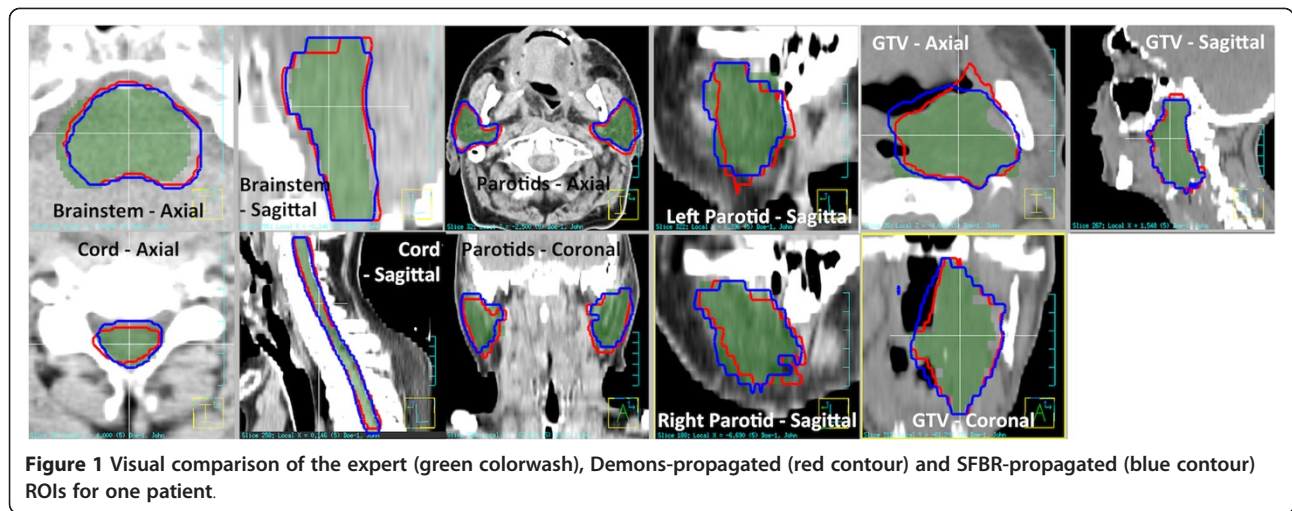 Brainstem - Axial
Brainstem
- Sagittal
Parotids - Axial
Left Parotid - Sagittal
GTV - Axial
GTV - Sagittal
Cord - Axial
Cord
- Sagittal
Parotids - Coronal
Right Parotid - Sagittal
GTV - Coronal
Figure 1 Visual comparison of the expert (green colorwash), Demons-propagated (red contour) and SFBR-propagated (blue contour)
ROIs for one patient.